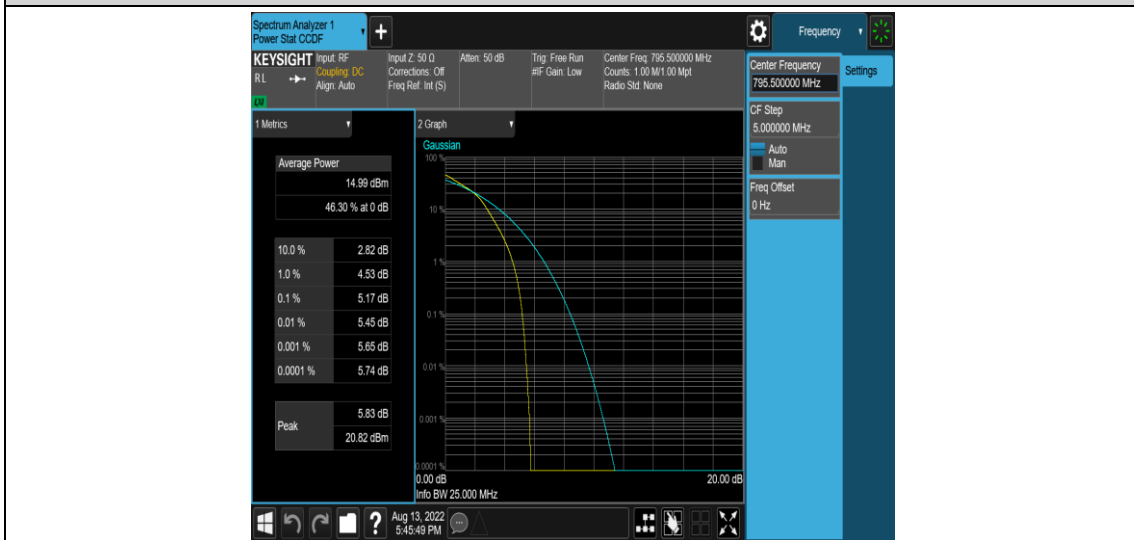 Spectrum Analyzer 1
Power Stat CCDF
+
Frequency
KEYSIGHT
RL
LXI
Input: RF
Coupling: DC
Align: Auto
Input Z: 50 Ω
Corrections: Off
Freq Ref: Int (S)
Atten: 50 dB
Trig: Free Run
#IF Gain: Low
Center Freq: 795.500000 MHz
Counts: 1.00 M/1.00 Mpt
Radio Std: None
Center Frequency
795.500000 MHz
Settings
CF Step
5.000000 MHz
Auto
Man
Freq Offset
0 Hz
1 Metrics
Average Power
14.99 dBm
46.30 % at 0 dB
10.0 % 2.82 dB
1.0 % 4.53 dB
0.1 % 5.17 dB
0.01 % 5.45 dB
0.001 % 5.65 dB
0.0001 % 5.74 dB
Peak
5.83 dB
20.82 dBm
2 Graph
Gaussian
100 %
10 %
1 %
0.1 %
0.01 %
0.001 %
0.0001 %
0.00 dB 20.00 dB
Info BW 25.000 MHz
?
Aug 13, 2022
5:45:49 PM